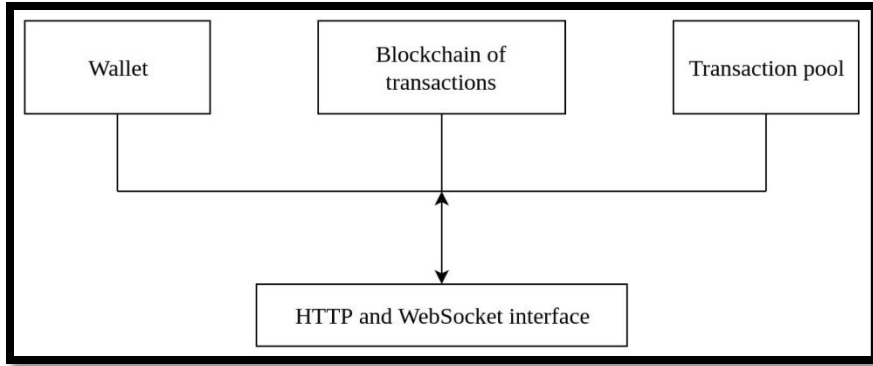 Wallet
Blockchain of
transactions
Transaction pool
HTTP and WebSocket interface